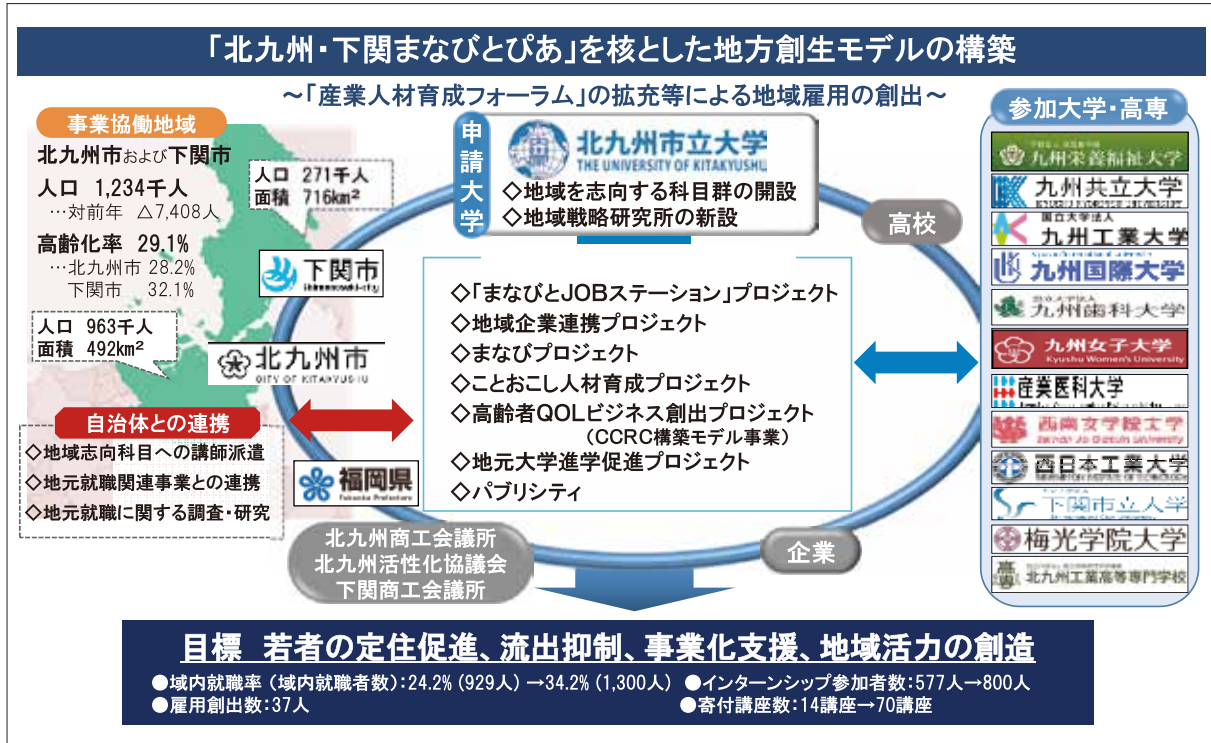 「北九州・下関まなびとぴあ」を核とした地方創生モデルの構築
～「産業人材育成フォーラム」の拡充等による地域雇用の創出～
事業協働地域
北九州市および下関市
人口 1,234千人
…対前年 △7,408人
高齢化率 29.1%
…北九州市 28.2%
下関市 32.1%
人口 271千人
面積 716km²
人口 963千人
面積 492km²
下関市
Shimonoseki-city
北九州市
CITY OF KITAKYUSHU
自治体との連携
◇地域志向科目への講師派遣
◇地元就職関連事業との連携
◇地元就職に関する調査・研究
福岡県
Fukuoka Prefecture
申請大学
北九州市立大学
THE UNIVERSITY OF KITAKYUSHU
◇地域を志向する科目群の開設
◇地域戦略研究所の新設
高校
◇「まなびとJOBステーション」プロジェクト
◇地域企業連携プロジェクト
◇まなびプロジェクト
◇ことおこし人材育成プロジェクト
◇高齢者QOLビジネス創出プロジェクト
（CCRC構築モデル事業）
◇地元大学進学促進プロジェクト
◇パブリシティ
北九州商工会議所
北九州活性化協議会
下関商工会議所
企業
参加大学・高専
九州栄養福祉大学
九州共立大学
国立大学法人
九州工業大学
九州国際大学
九州歯科大学
九州女子大学
Kyushu Women's University
産業医科大学
西南女学院大学
西日本工業大学
下関市立大学
梅光学院大学
高専
北九州工業高等専門学校
目標 若者の定住促進、流出抑制、事業化支援、地域活力の創造
●域内就職率（域内就職者数）：24.2%（929人）→34.2%（1,300人） ●インターンシップ参加者数：577人→800人
●雇用創出数：37人 ●寄付講座数：14講座→70講座